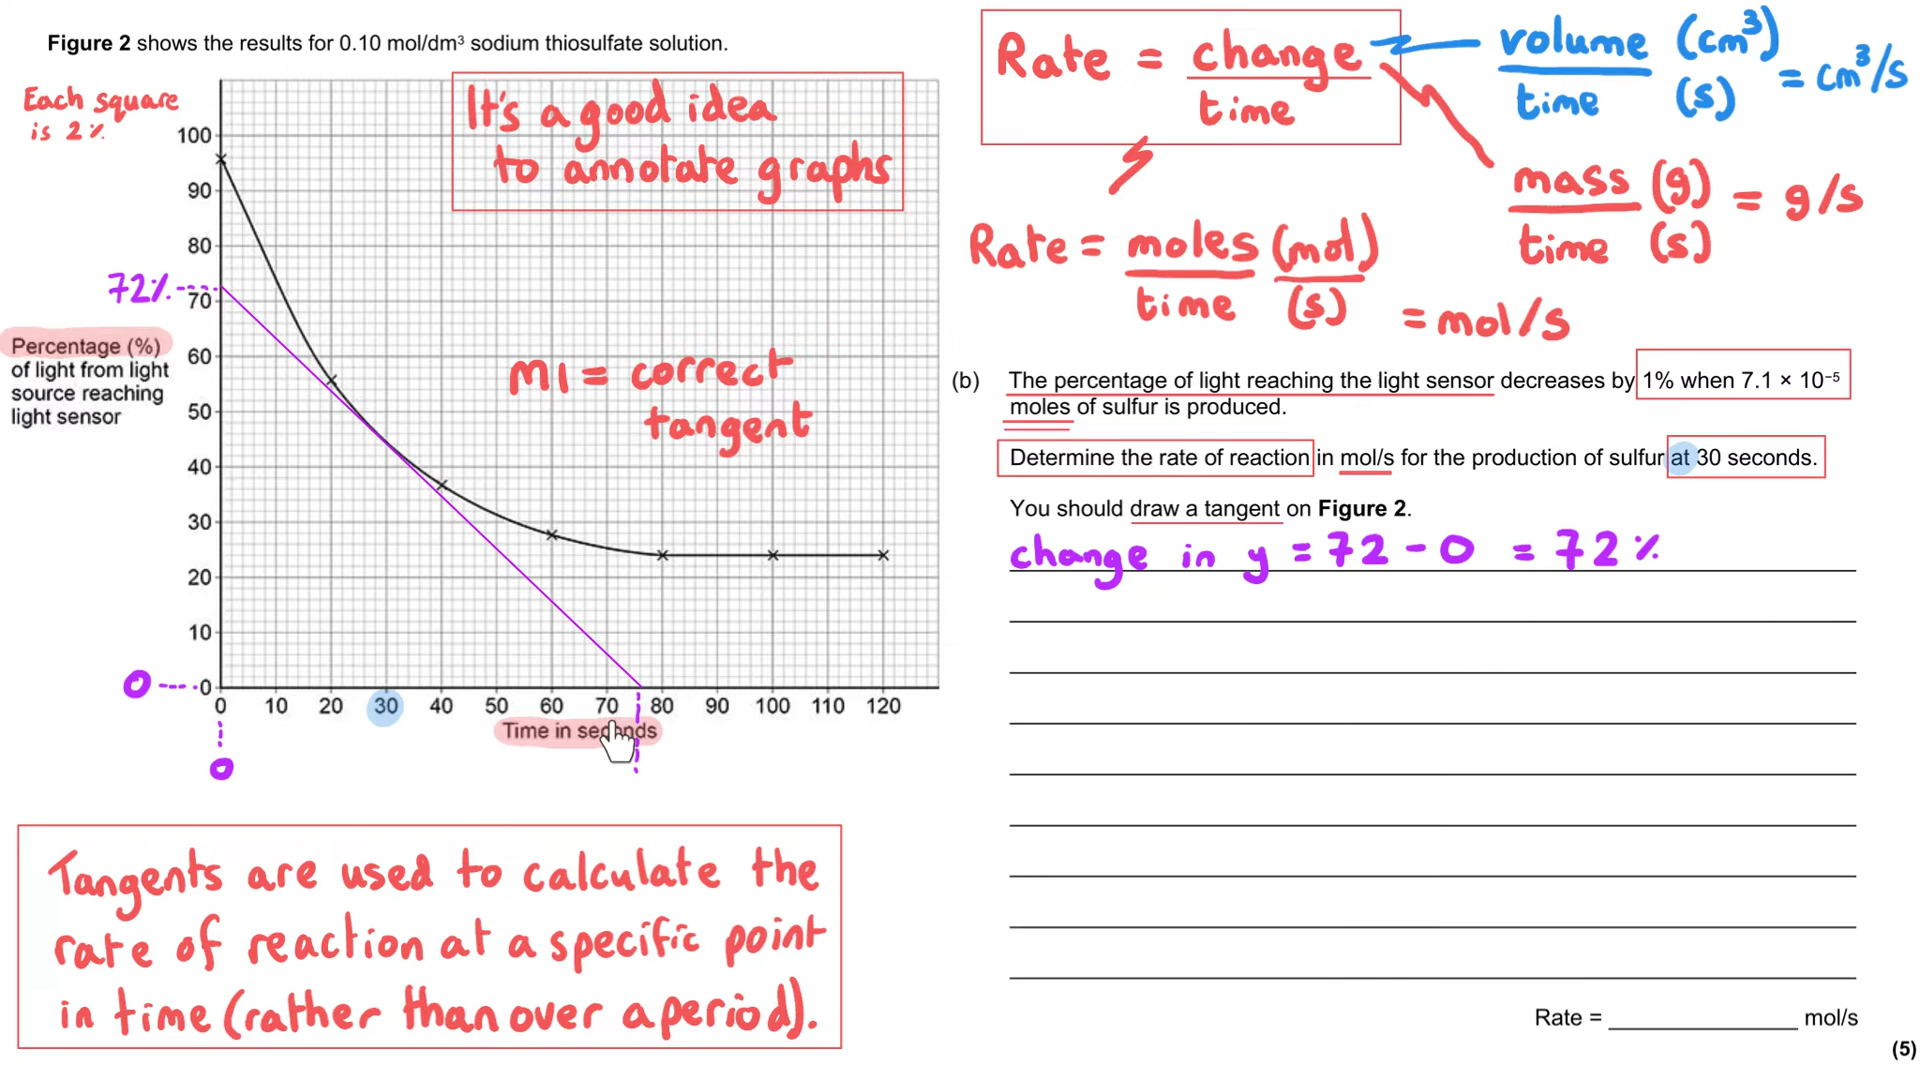 Figure 2 shows the results for 0.10 mol/dm³ sodium thiosulfate solution.
Each square
is 2%
It's a good idea
to annotate graphs
100
90
80
72%
70
60
50
40
30
20
10
0
0
Percentage (%)
of light from light
source reaching
light sensor
m1 = correct
tangent
0 10 20 30 40 50 60 70 80 90 100 110 120
Time in seconds
0
Tangents are used to calculate the
rate of reaction at a specific point
in time (rather than over a period).
Rate = change
time
volume (cm³)
time (s)
= cm³/s
mass (g)
time (s)
= g/s
Rate = moles (mol)
time (s)
= mol/s
(b) The percentage of light reaching the light sensor decreases by 1% when 7.1 × 10⁻⁵
moles of sulfur is produced.
Determine the rate of reaction in mol/s for the production of sulfur at 30 seconds.
You should draw a tangent on Figure 2.
change in y = 72 - 0 = 72%
Rate = ____________ mol/s
(5)